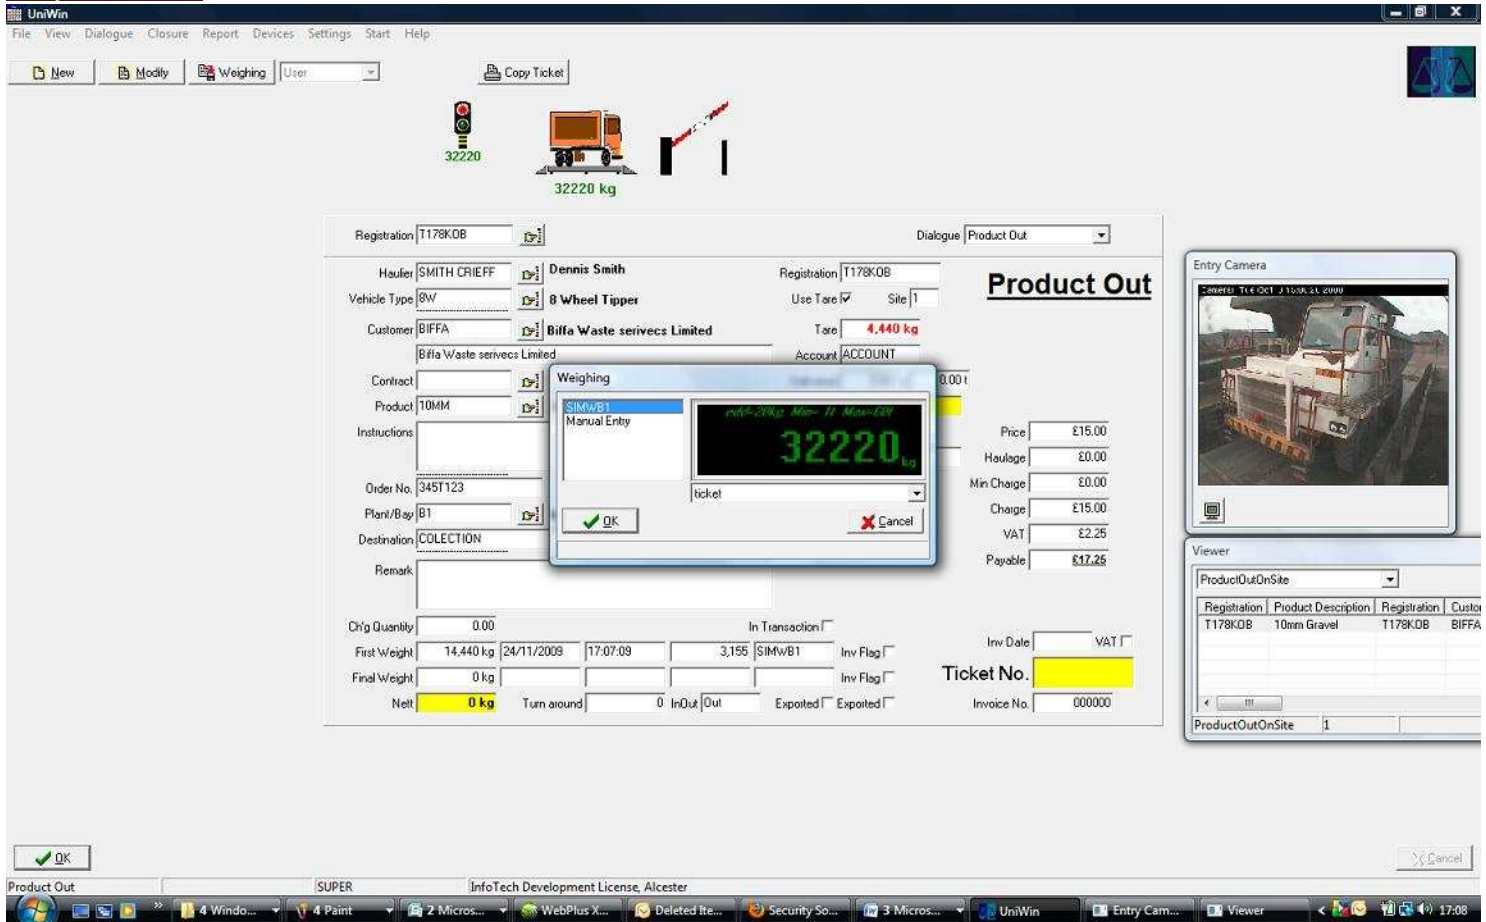 UniWin
File View Dialogue Closure Report Devices Settings Start Help
New Modify Weighing User Copy Ticket
32220
32220 kg
Registration T178KOB Dialogue Product Out
Haulier SMITH CRIEFF Dennis Smith Registration T178KOB Product Out
Vehicle Type 8W 8 Wheel Tipper Use Tare Site 1
Customer BIFFA Biffa Waste serivecs Limited Tare 4,440 kg
Biffa Waste serivecs Limited Account ACCOUNT
Contract 0.00 t
Product 10MM
Instructions
Order No. 345T123
Plant/Bay B1
Destination COLECTION
Remark
Weighing
SIMWB1
Manual Entry
32220 kg
ticket
OK Cancel
Price £15.00
Haulage £0.00
Min Charge £0.00
Charge £15.00
VAT £2.25
Payable £17.25
Ch'g Quantity 0.00 In Transaction
First Weight 14,440 kg 24/11/2009 17:07:09 3,155 SIMWB1 Inv Flag
Final Weight 0 kg Inv Flag
Nett 0 kg Turn around 0 InOut Out Exported Exported
Inv Date VAT
Ticket No.
Invoice No. 000000
Entry Camera
Viewer
ProductOutOnSite
Registration Product Description Registration Custo
T178KOB 10mm Gravel T178KOB BIFFA
ProductOutOnSite 1
OK Cancel
Product Out SUPER InfoTech Development License, Alcester
4 Windo... 4 Paint 2 Micros... WebPlus X... Deleted Ite... Security So... 3 Micros... UniWin Entry Cam... Viewer 17:08